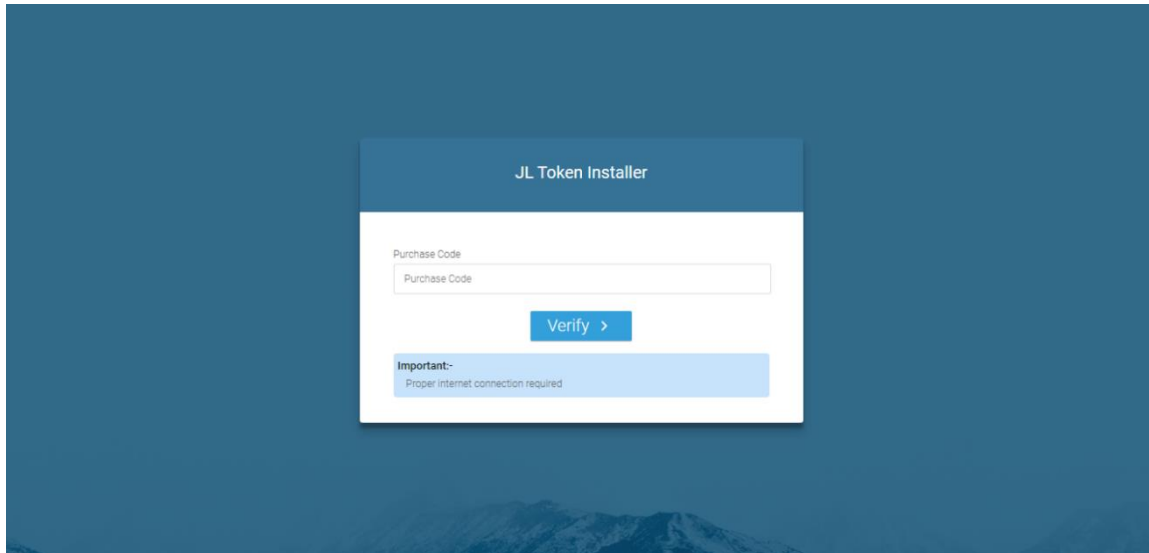 JL Token Installer
Purchase Code
Purchase Code
Verify
Important:-
Proper internet connection required